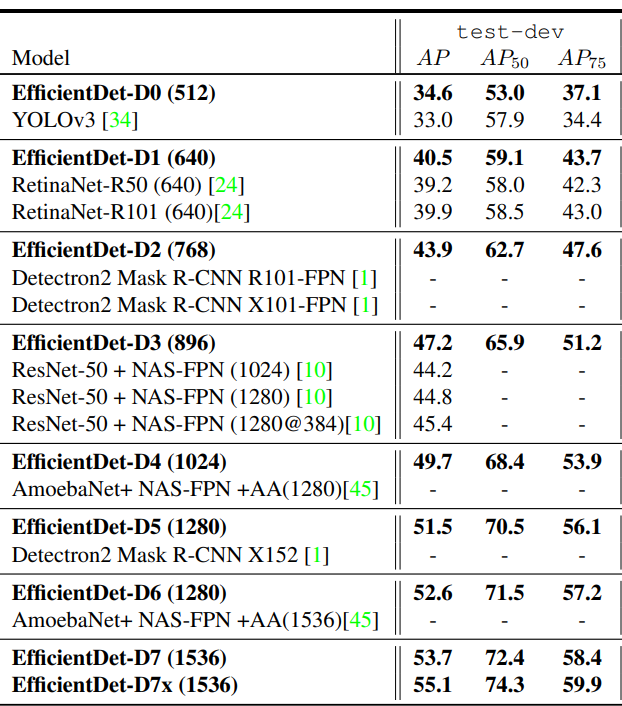 test-dev
Model AP AP50 AP75
EfficientDet-D0 (512) 34.6 53.0 37.1
YOLOv3 [34] 33.0 57.9 34.4
EfficientDet-D1 (640) 40.5 59.1 43.7
RetinaNet-R50 (640) [24] 39.2 58.0 42.3
RetinaNet-R101 (640)[24] 39.9 58.5 43.0
EfficientDet-D2 (768) 43.9 62.7 47.6
Detectron2 Mask R-CNN R101-FPN [1] - - -
Detectron2 Mask R-CNN X101-FPN [1] - - -
EfficientDet-D3 (896) 47.2 65.9 51.2
ResNet-50 + NAS-FPN (1024) [10] 44.2 - -
ResNet-50 + NAS-FPN (1280) [10] 44.8 - -
ResNet-50 + NAS-FPN (1280@384)[10] 45.4 - -
EfficientDet-D4 (1024) 49.7 68.4 53.9
AmoebaNet+ NAS-FPN +AA(1280)[45] - - -
EfficientDet-D5 (1280) 51.5 70.5 56.1
Detectron2 Mask R-CNN X152 [1] - - -
EfficientDet-D6 (1280) 52.6 71.5 57.2
AmoebaNet+ NAS-FPN +AA(1536)[45] - - -
EfficientDet-D7 (1536) 53.7 72.4 58.4
EfficientDet-D7x (1536) 55.1 74.3 59.9